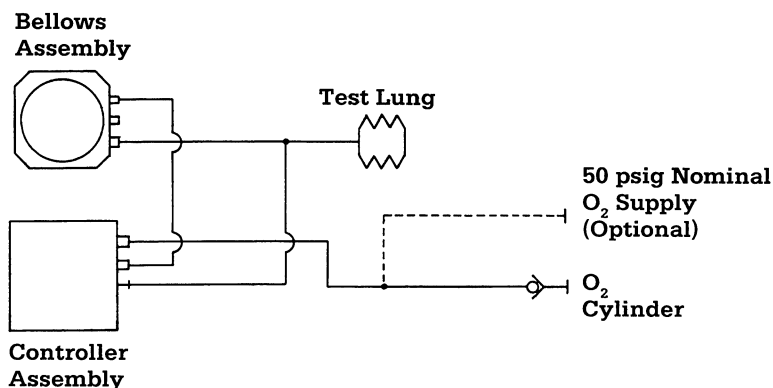 Bellows
Assembly
Test Lung
50 psig Nominal
O₂ Supply
(Optional)
O₂
Cylinder
Controller
Assembly